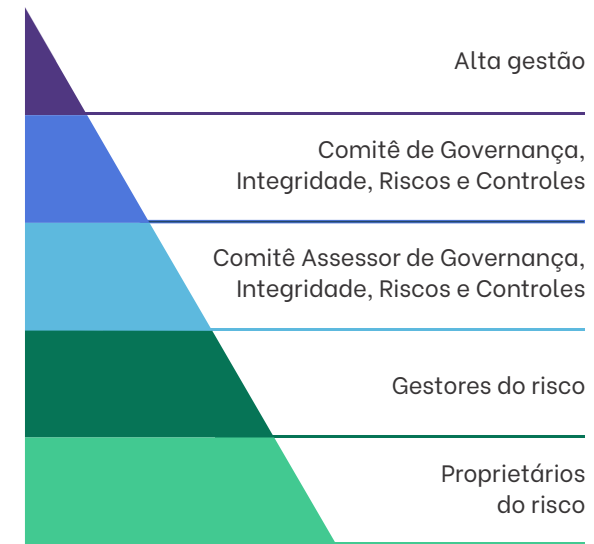 Alta gestão
Comitê de Governança,
Integridade, Riscos e Controles
Comitê Assessor de Governança,
Integridade, Riscos e Controles
Gestores do risco
Proprietários
do risco